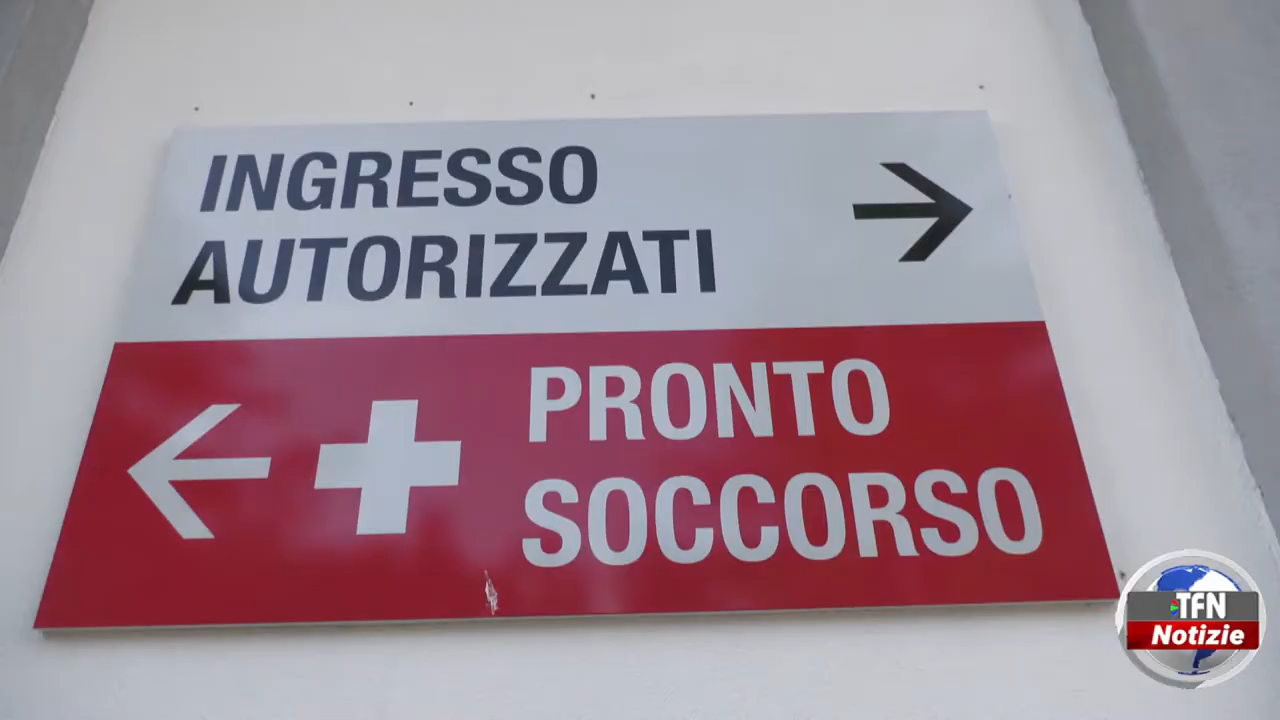 INGRESSO
AUTORIZZATI
PRONTO
SOCCORSO
TFN
Notizie